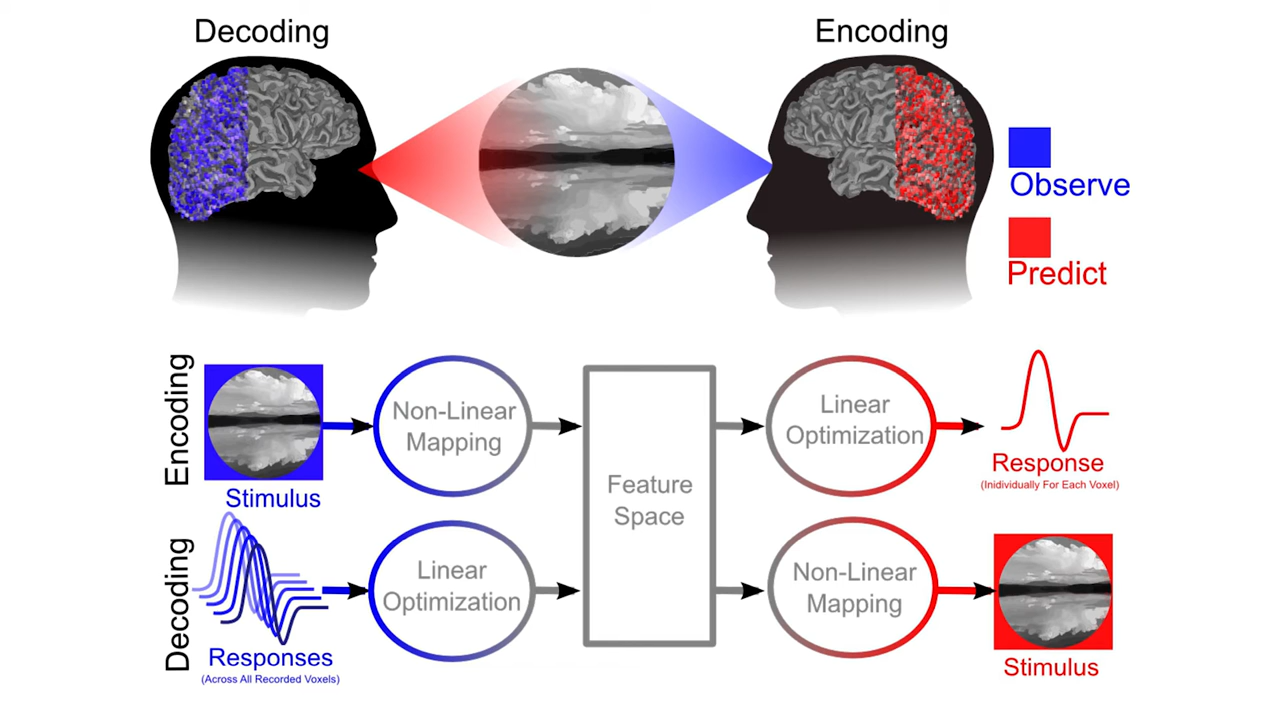 Decoding
Encoding
Observe
Predict
Encoding
Stimulus
Non-Linear
Mapping
Feature
Space
Linear
Optimization
Response
(Inidividually For Each Voxel)
Decoding
Responses
(Across All Recorded Voxels)
Linear
Optimization
Non-Linear
Mapping
Stimulus